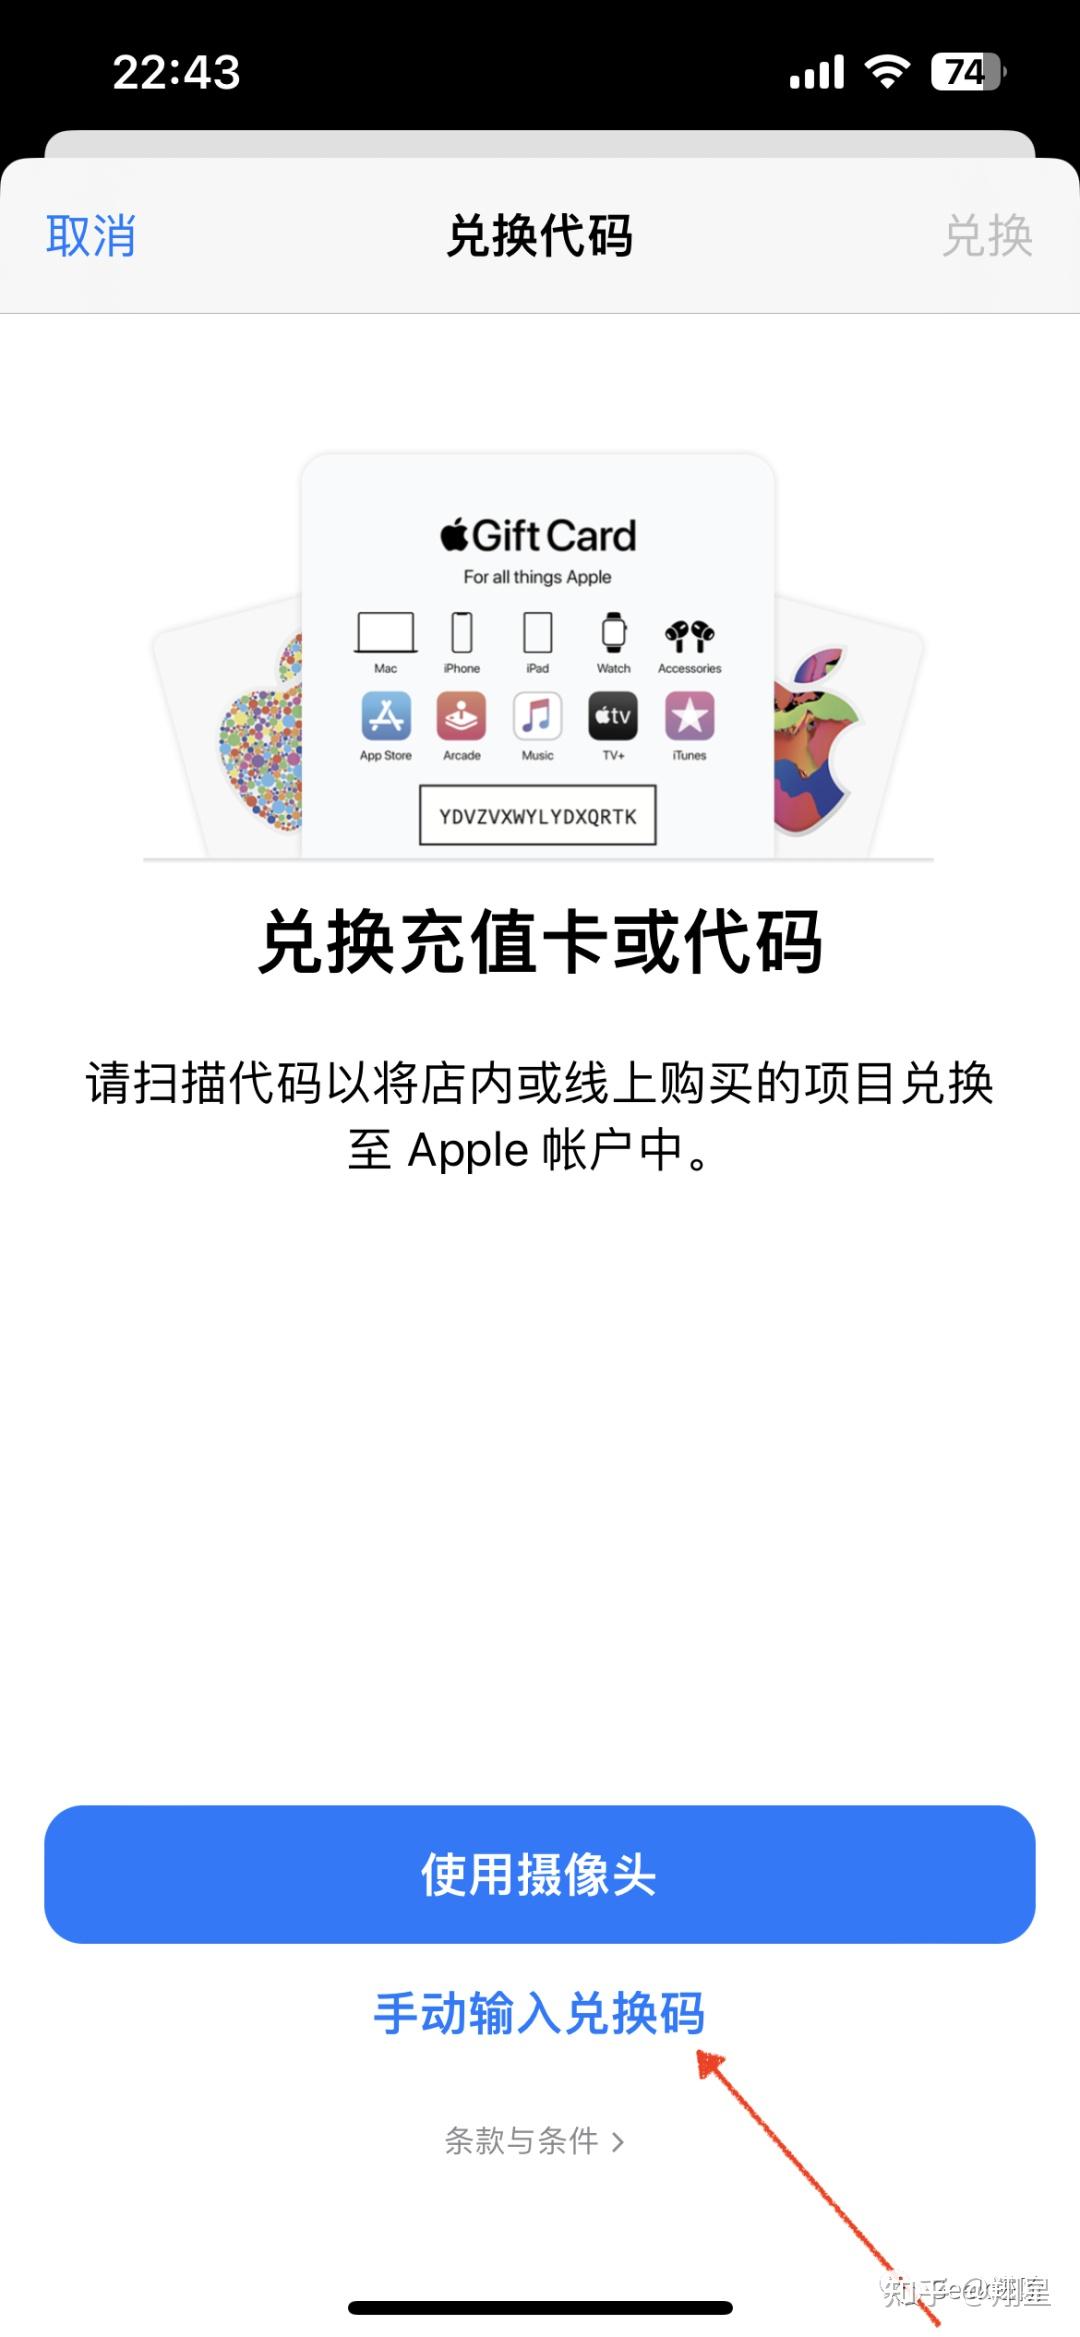 22:43
74
取消
兑换代码
兑换
Gift Card
For all things Apple
Mac
iPhone
iPad
Watch
Accessories
tv
App Store
Arcade
Music
TV+
iTunes
YDVZVXWYLYDXQRTK
兑换充值卡或代码
请扫描代码以将店内或线上购买的项目兑换
至 Apple 帐户中。
使用摄像头
手动输入兑换码
条款与条件
知乎 @翔星